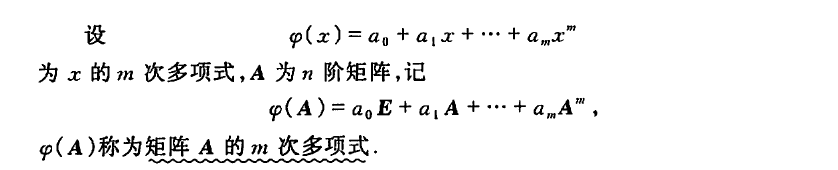 设 φ(x) = a₀ + a₁x + ··· + aₘxᵐ
为 x 的 m 次多项式,A 为 n 阶矩阵,记
φ(A) = a₀E + a₁A + ··· + aₘAᵐ ,
φ(A)称为矩阵 A 的 m 次多项式.